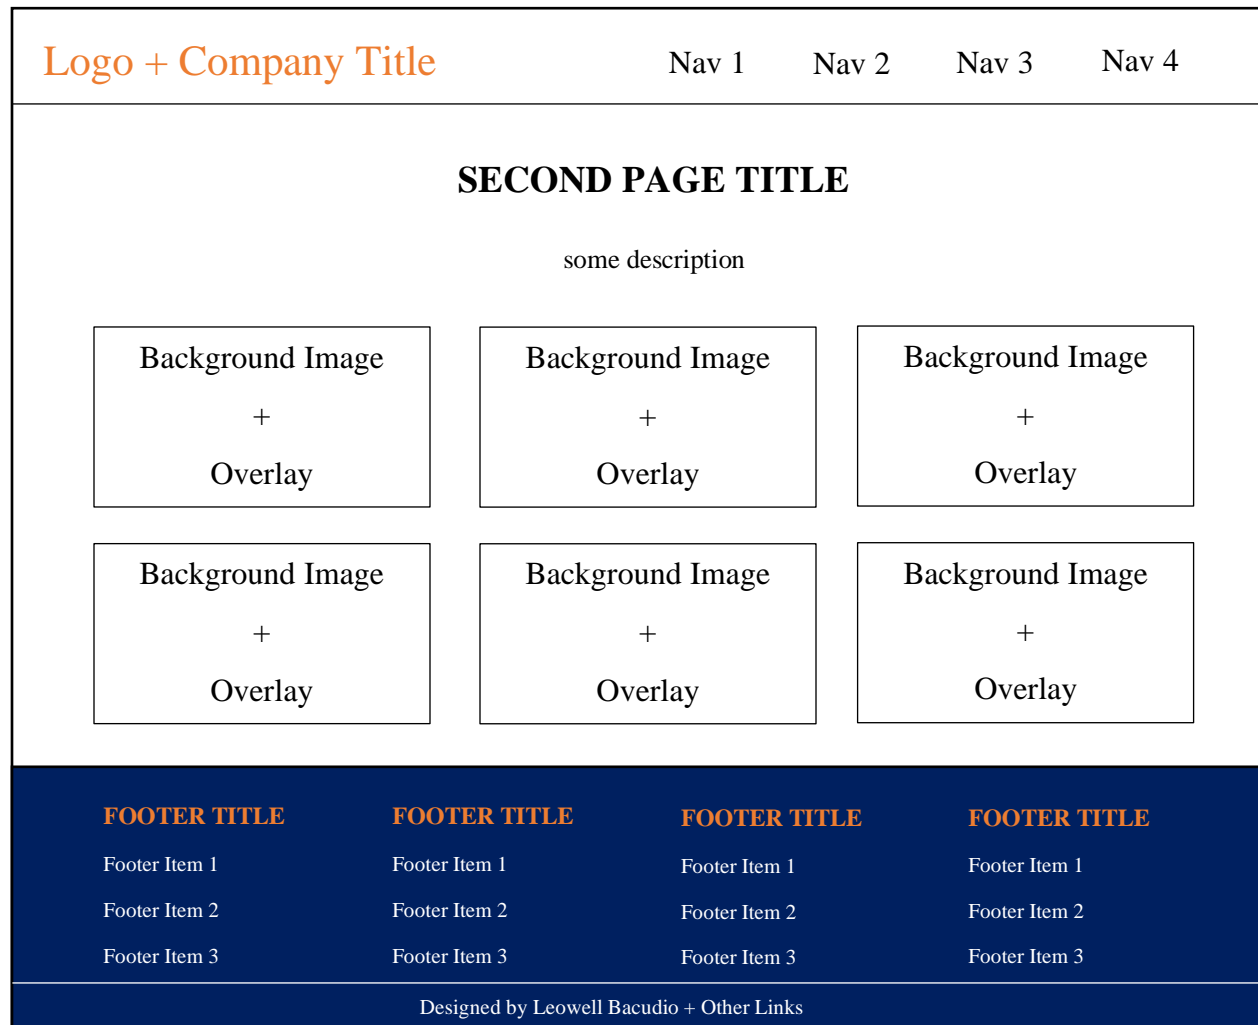 Logo + Company Title
Nav 1
Nav 2
Nav 3
Nav 4
SECOND PAGE TITLE
some description
Background Image
+
Overlay
Background Image
+
Overlay
Background Image
+
Overlay
Background Image
+
Overlay
Background Image
+
Overlay
Background Image
+
Overlay
FOOTER TITLE
Footer Item 1
Footer Item 2
Footer Item 3
FOOTER TITLE
Footer Item 1
Footer Item 2
Footer Item 3
FOOTER TITLE
Footer Item 1
Footer Item 2
Footer Item 3
FOOTER TITLE
Footer Item 1
Footer Item 2
Footer Item 3
Designed by Leowell Bacudio + Other Links